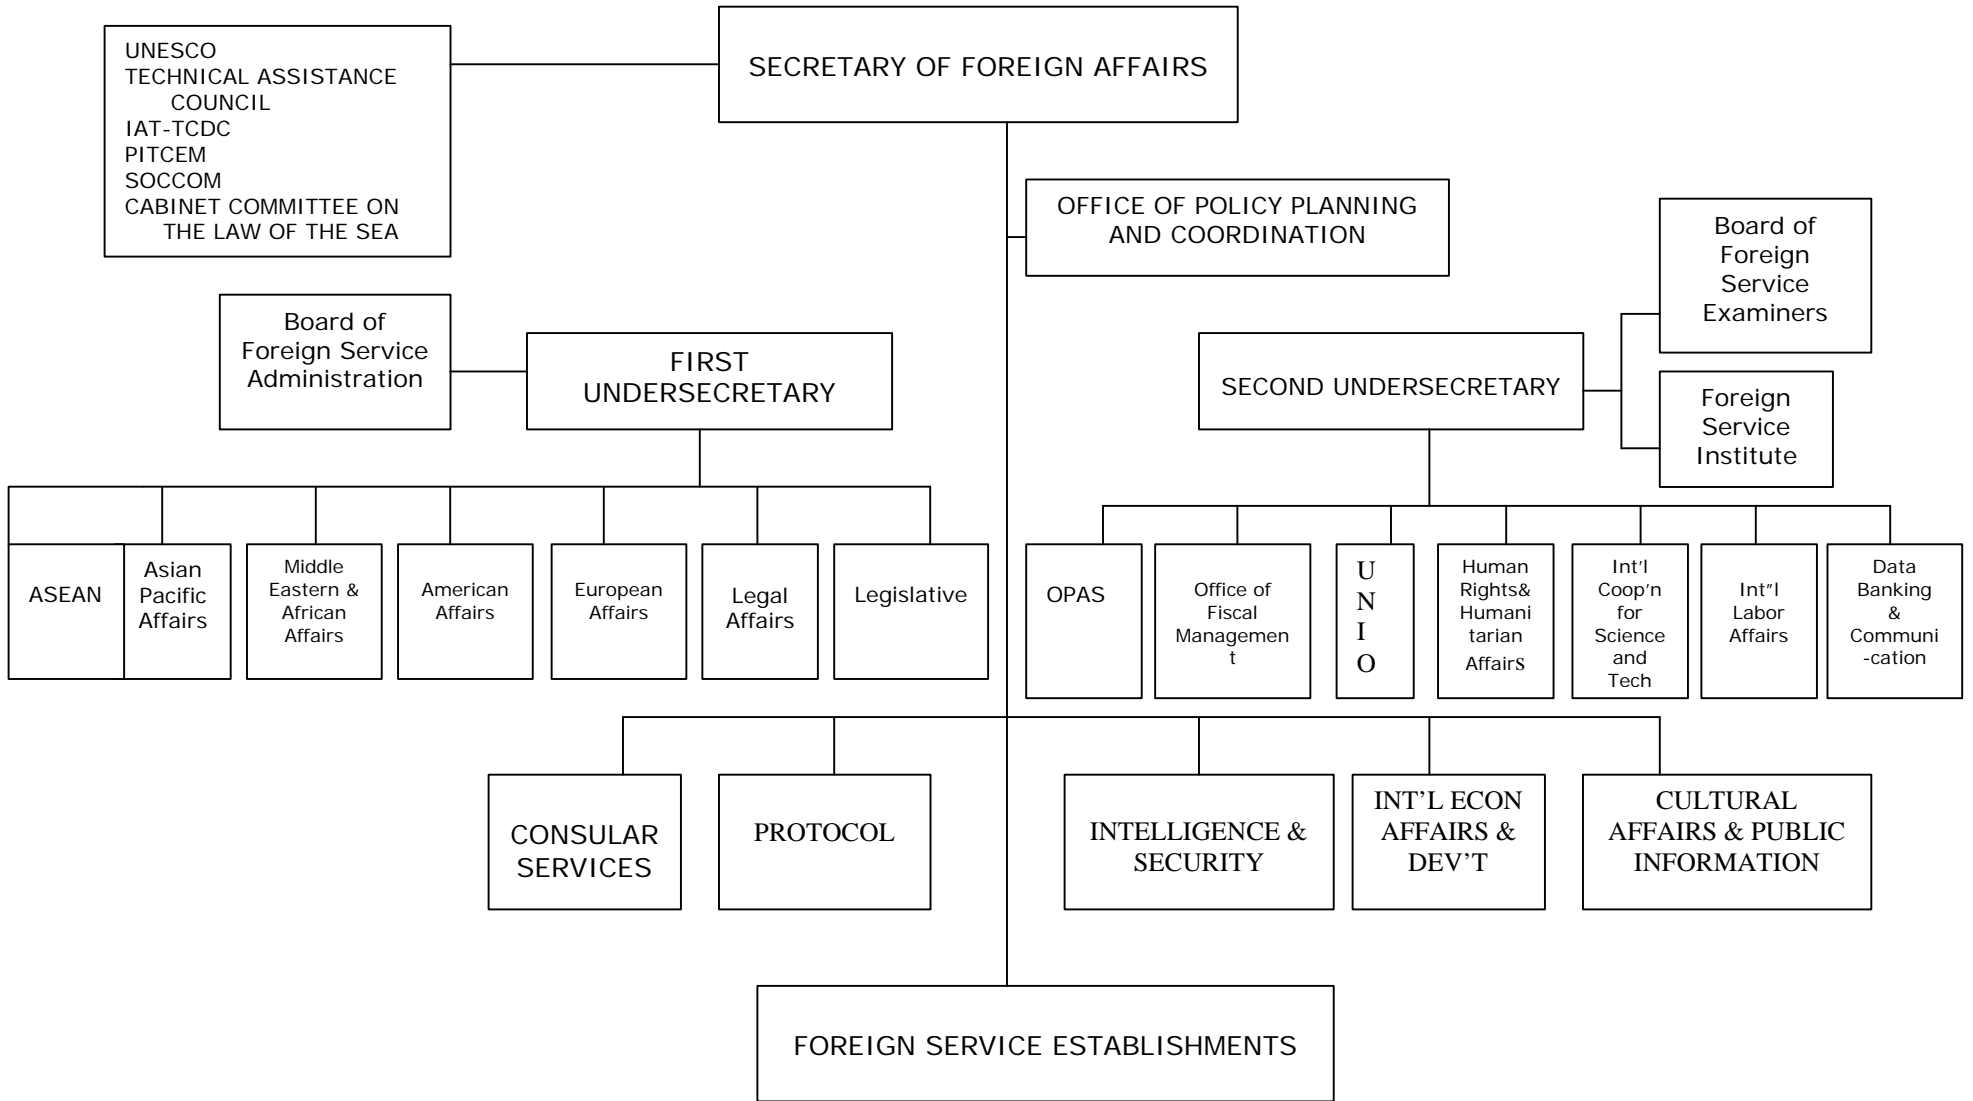 UNESCO
TECHNICAL ASSISTANCE
COUNCIL
IAT-TCDC
PITCEM
SOCCOM
CABINET COMMITTEE ON
THE LAW OF THE SEA
SECRETARY OF FOREIGN AFFAIRS
OFFICE OF POLICY PLANNING
AND COORDINATION
Board of
Foreign
Service
Examiners
Board of
Foreign Service
Administration
FIRST
UNDERSECRETARY
SECOND UNDERSECRETARY
Foreign
Service
Institute
ASEAN
Asian
Pacific
Affairs
Middle
Eastern &
African
Affairs
American
Affairs
European
Affairs
Legal
Affairs
Legislative
OPAS
Office of
Fiscal
Managemen
t
U
N
I
O
Human
Rights&
Humani
tarian
Affairs
Int'l
Coop'n
for
Science
and
Tech
Int"l
Labor
Affairs
Data
Banking
&
Communi
-cation
CONSULAR
SERVICES
PROTOCOL
INTELLIGENCE &
SECURITY
INT'L ECON
AFFAIRS &
DEV'T
CULTURAL
AFFAIRS & PUBLIC
INFORMATION
FOREIGN SERVICE ESTABLISHMENTS